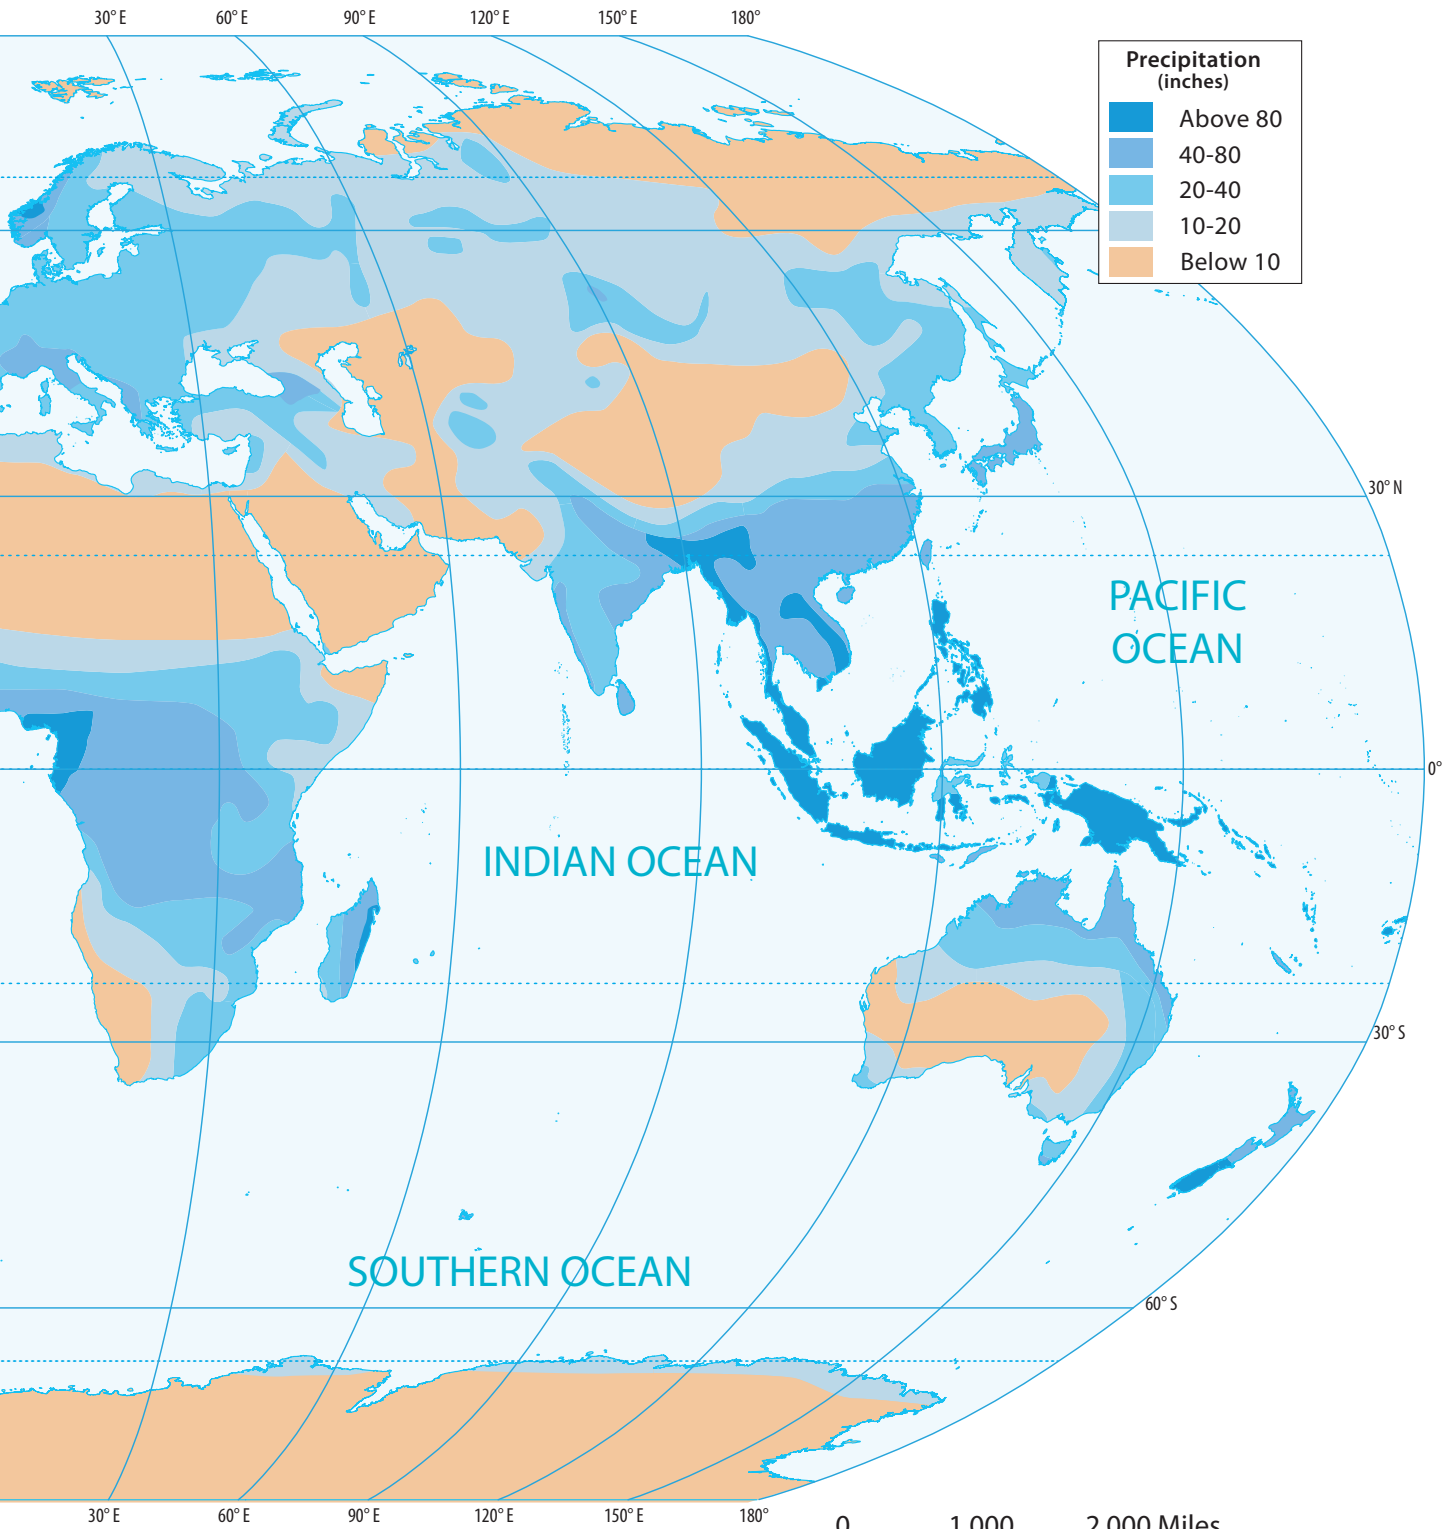 30° E 60° E 90° E 120° E 150° E 180°
Precipitation
(inches)
Above 80
40-80
20-40
10-20
Below 10
30° N
PACIFIC
OCEAN
0°
INDIAN OCEAN
30° S
SOUTHERN OCEAN
60° S
30° E 60° E 90° E 120° E 150° E 180°
0 1,000 2,000 Miles